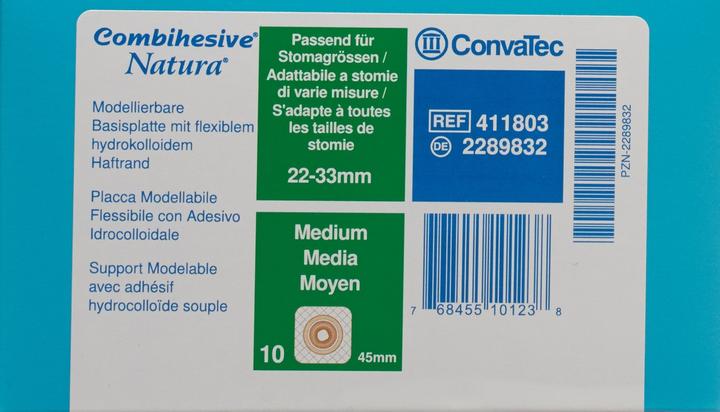 Combihesive®
Natura®
Modellierbare
Basisplatte mit flexiblem
hydrokolloidem
Haftrand
Placca Modellabile
Flessibile con Adesivo
Idrocolloidale
Support Modelable
avec adhésif
hydrocolloïde souple
Passend für
Stomagrössen /
Adattabile a stomie
di varie misure /
S'adapte à toutes
les tailles de
stomie
22-33mm
Medium
Media
Moyen
10 45mm
ConvaTec
REF 411803
DE 2289832
7 68455 10123 8
PZN-2289832